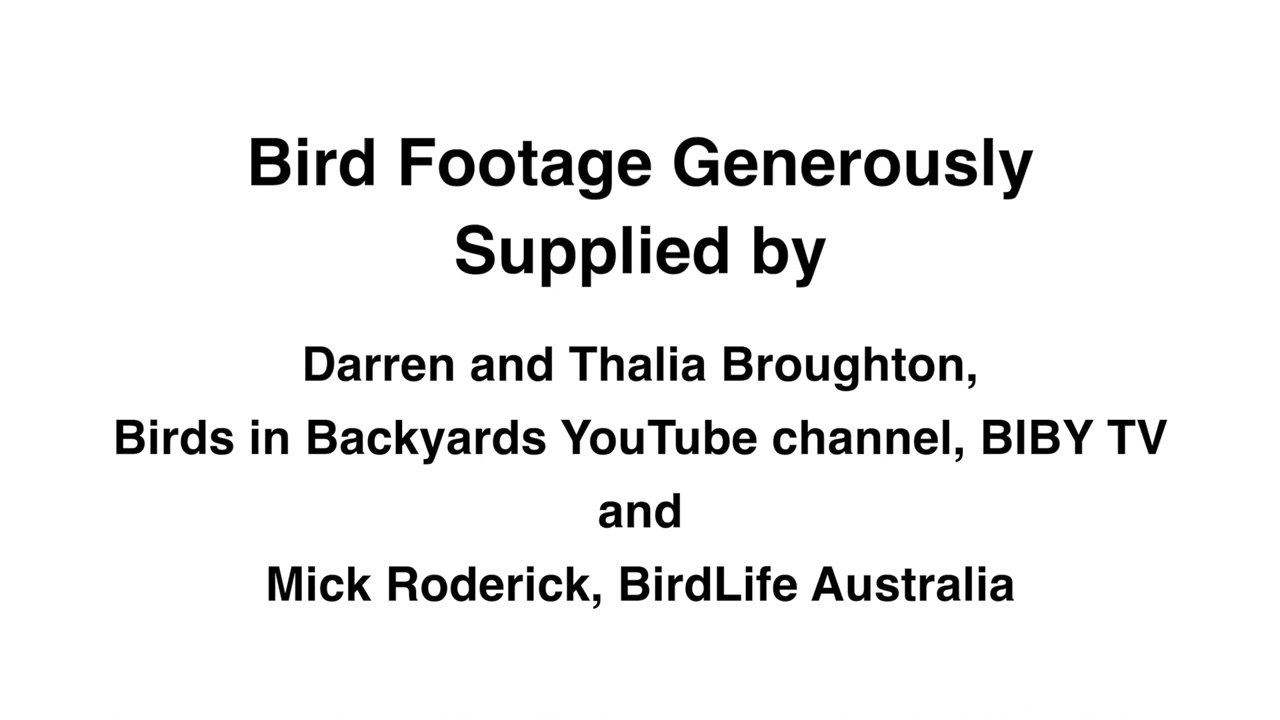 Bird Footage Generously
Supplied by
Darren and Thalia Broughton,
Birds in Backyards YouTube channel, BIBY TV
and
Mick Roderick, BirdLife Australia